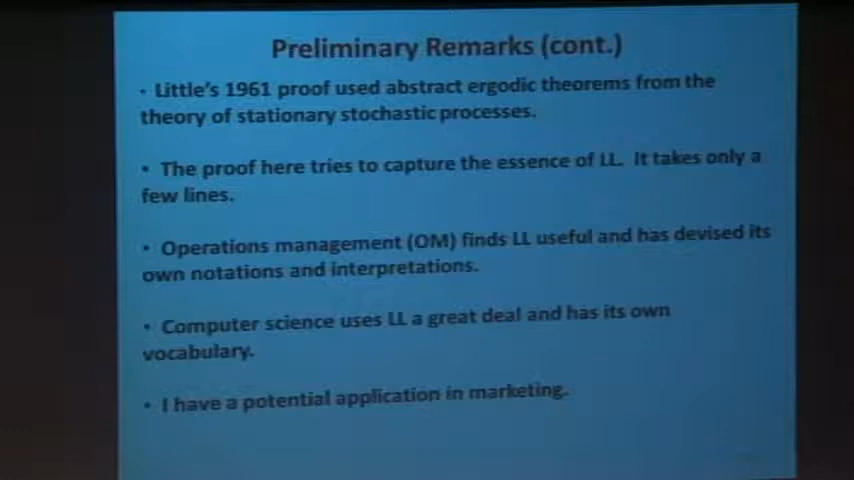 Preliminary Remarks (cont.)
• Little's 1961 proof used abstract ergodic theorems from the
theory of stationary stochastic processes.
• The proof here tries to capture the essence of LL. It takes only a
few lines.
• Operations management (OM) finds LL useful and has devised its
own notations and interpretations.
• Computer science uses LL a great deal and has its own
vocabulary.
• I have a potential application in marketing.